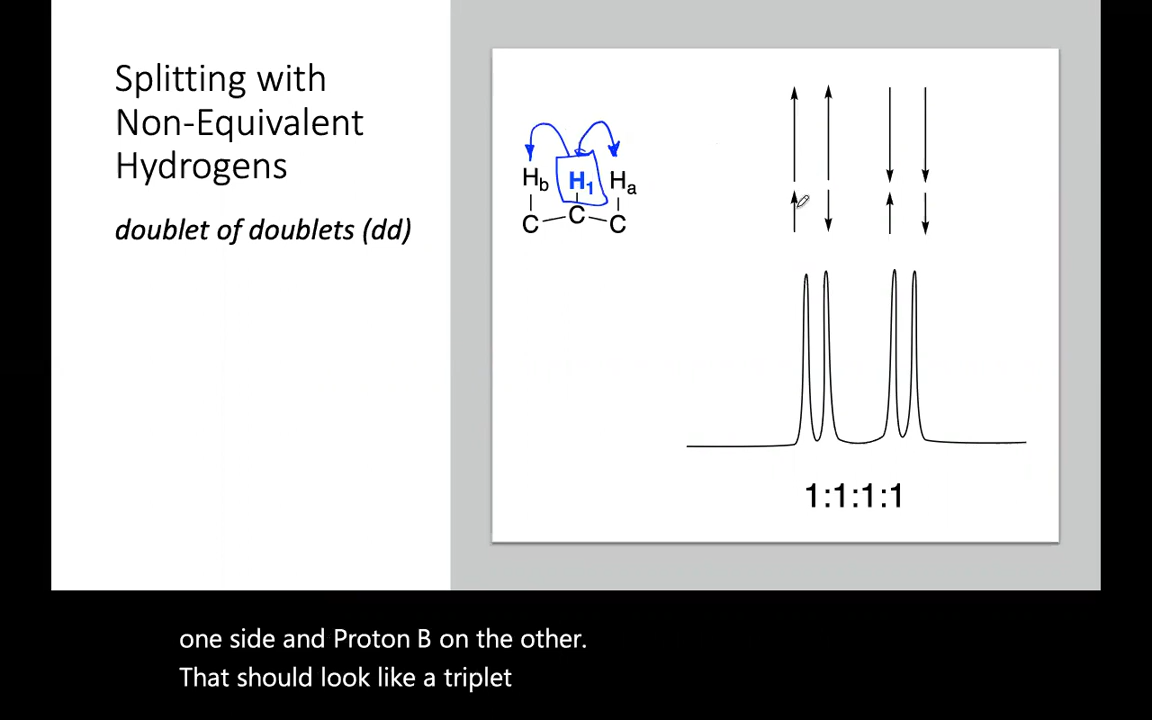 Splitting with
Non-Equivalent
Hydrogens
doublet of doublets (dd)
Hb H1 Ha
C C C
1:1:1:1
one side and Proton B on the other.
That should look like a triplet